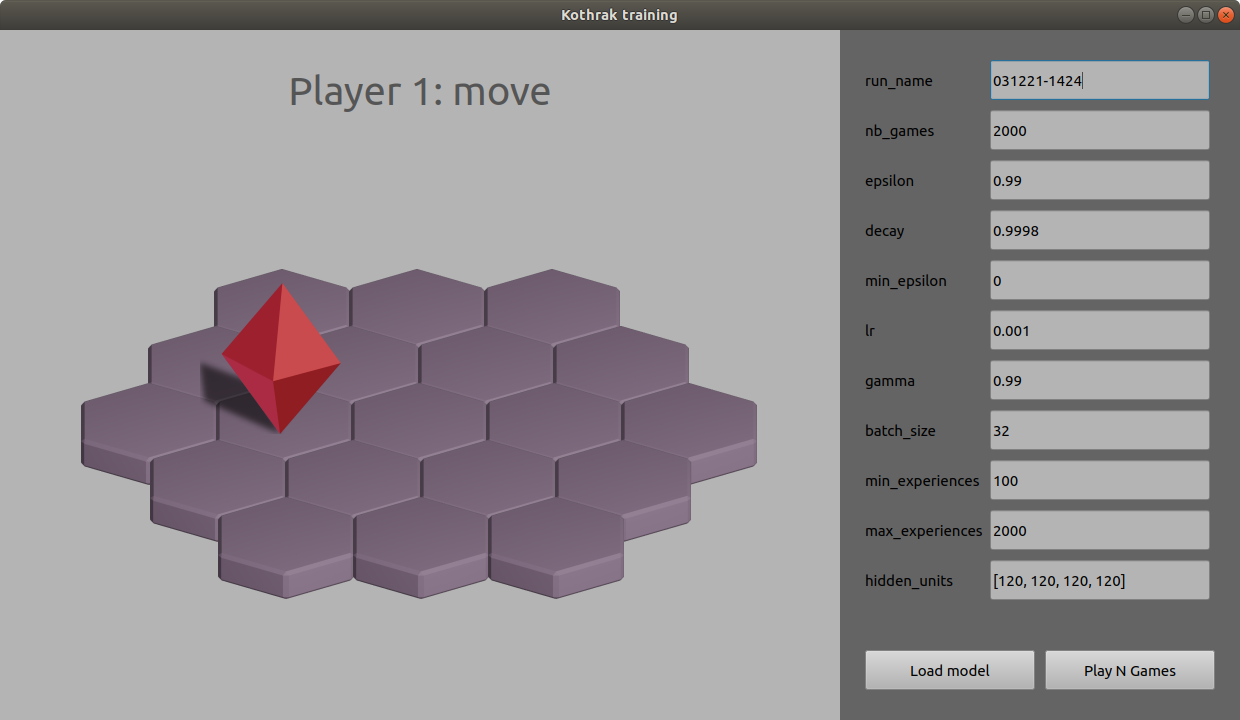 Kothrak training
Player 1: move
run_name 031221-1424
nb_games 2000
epsilon 0.99
decay 0.9998
min_epsilon 0
lr 0.001
gamma 0.99
batch_size 32
min_experiences 100
max_experiences 2000
hidden_units [120, 120, 120, 120]
Load model Play N Games